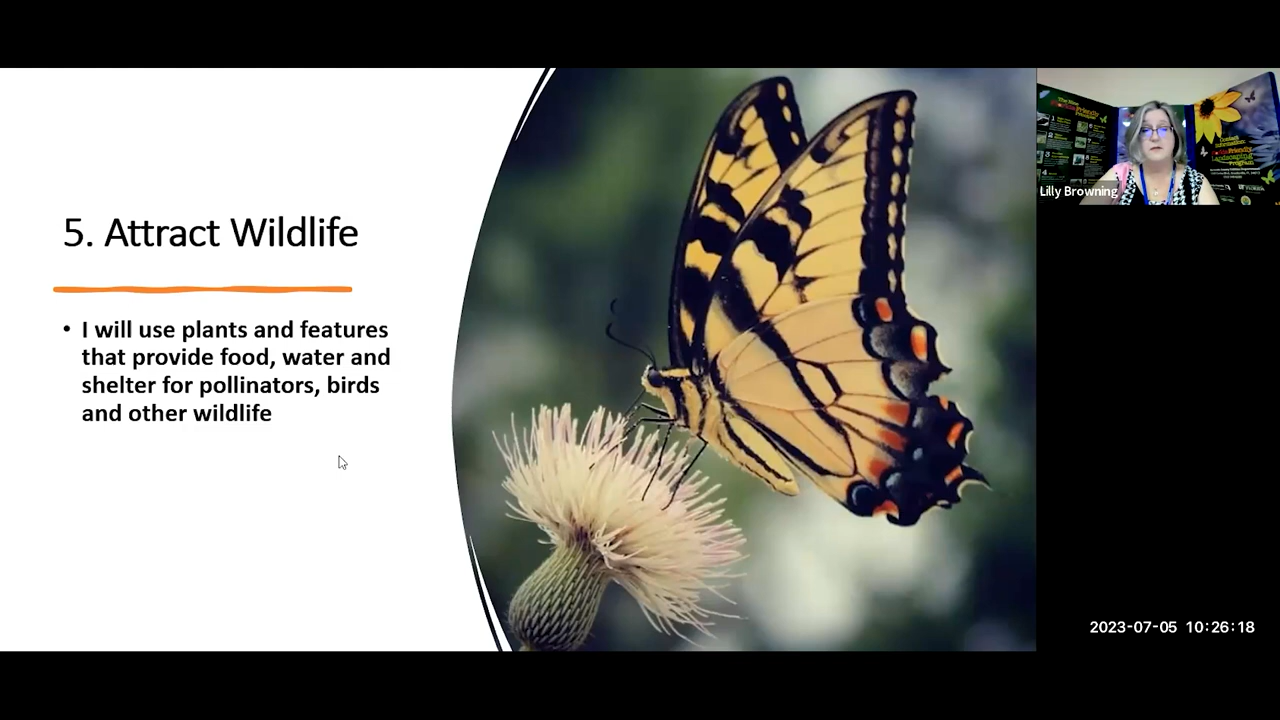 5. Attract Wildlife
• I will use plants and features
that provide food, water and
shelter for pollinators, birds
and other wildlife
Lilly Browning
2023-07-05 10:26:18